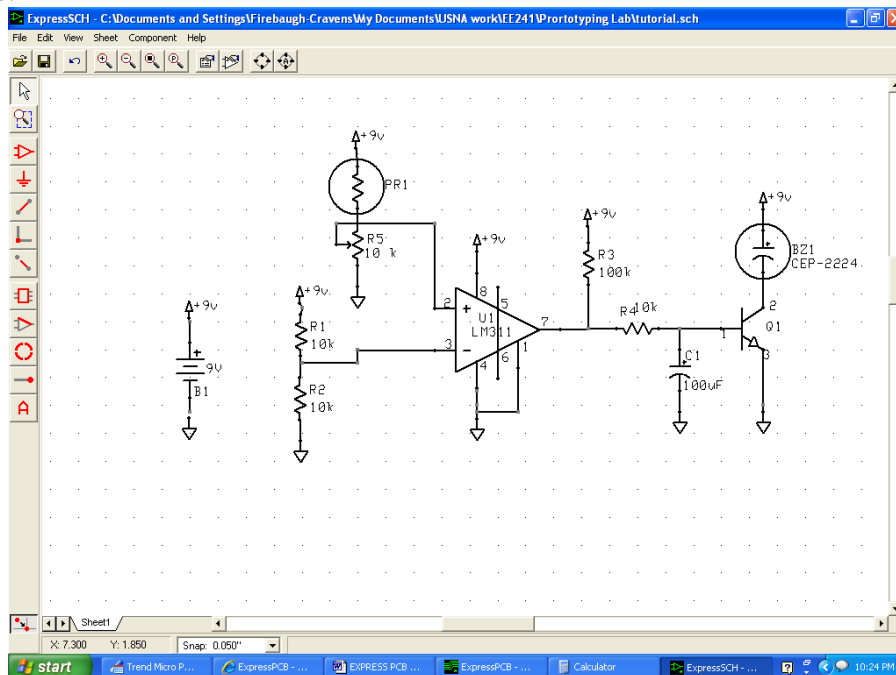 ExpressSCH - C:\Documents and Settings\Firebaugh-Cravens\My Documents\USNA work\EE241\Prortotyping Lab\tutorial.sch
File Edit View Sheet Component Help
+9v
PR1
R5
10 k
+9v
+9v
R3
100k
+9v
BZ1
CEP-2224
+9v
+9v
R1
10k
R2
10k
9V
B1
2
8
5
+
U1
LM311
7
3
-
4
6
1
R4
10k
C1
100uF
1
2
Q1
3
A
Sheet1
X: 7.300 Y: 1.850 Snap: 0.050"
start Trend Micro P... ExpressPCB - ... EXPRESS PCB ... ExpressPCB - ... Calculator ExpressSCH - ... 10:24 PM